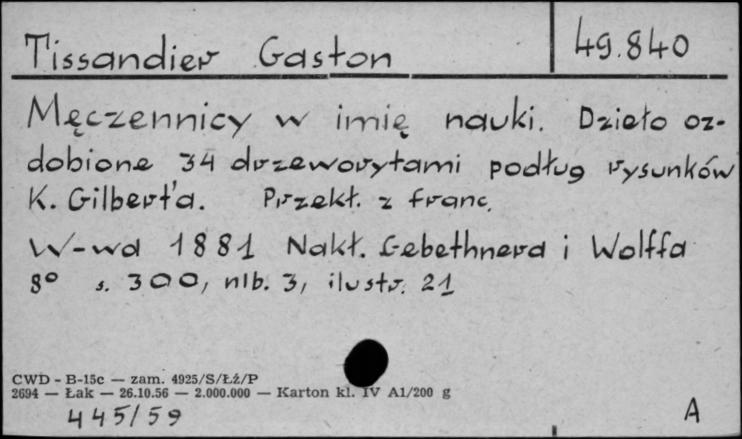 Tissandier Gaston
49.840
Męczennicy w imię nauki. Dzieło oz-
dobione 34 drzeworytami podług rysunków
K. Gilbert'a. Przekł. z franc.
W-wa 1881 Nakł. Gebethnera i Wolffa
8° s. 300, nlb. 3, ilustr. 21
CWD - B-15c — zam. 4925/S/Łź/P
2694 — Łak — 26.10.56 — 2.000.000 — Karton kl. IV A1/200 g
445/59
A